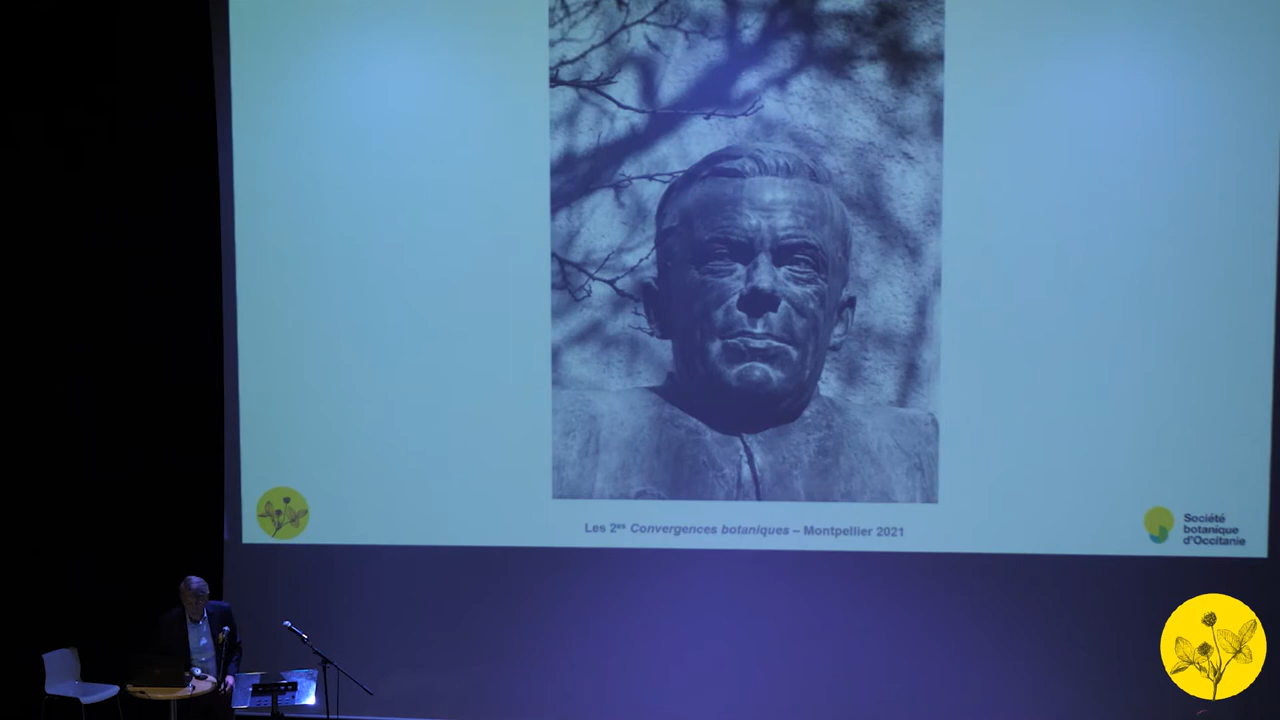 Les 2es Convergences botaniques – Montpellier 2021
Société
botanique
d'Occitanie